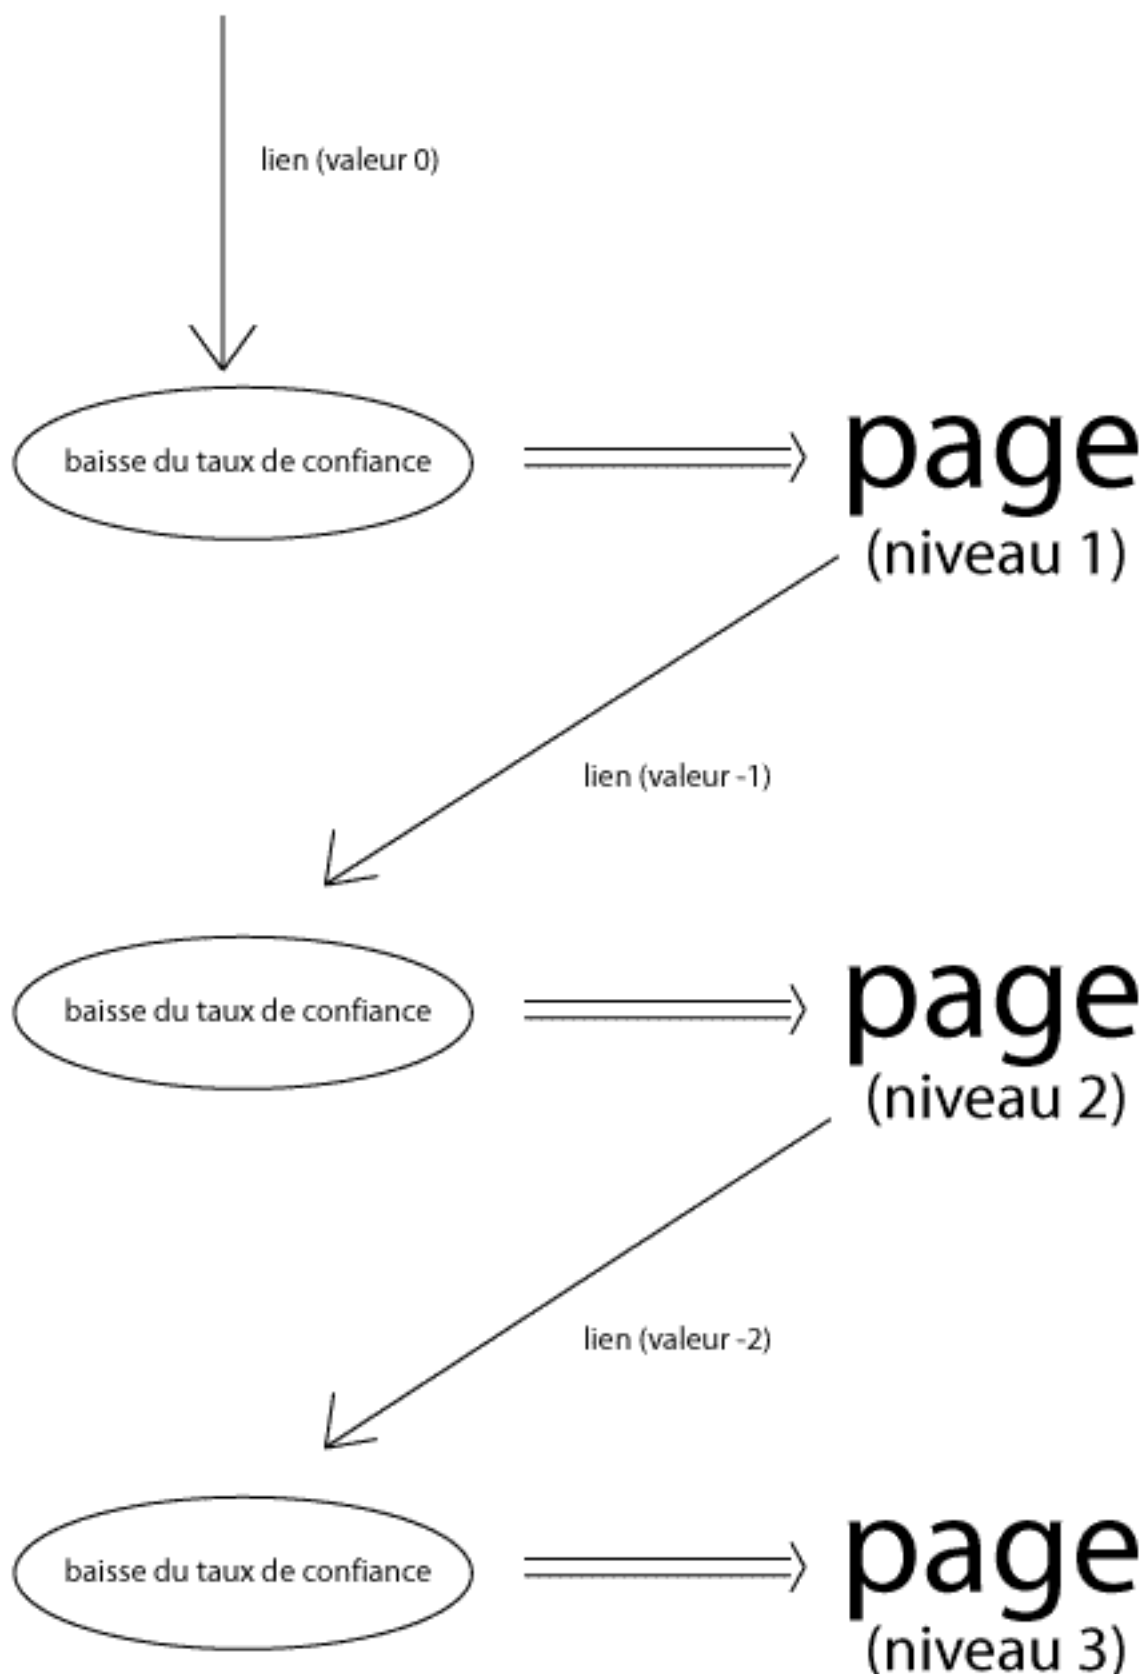 lien (valeur 0)
baisse du taux de confiance
page
(niveau 1)
lien (valeur -1)
baisse du taux de confiance
page
(niveau 2)
lien (valeur -2)
baisse du taux de confiance
page
(niveau 3)